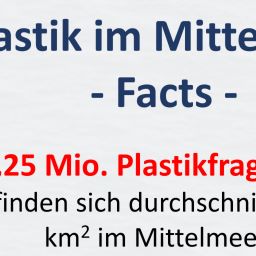 astik im Mitte
- Facts -
.25 Mio. Plastikfrag
finden sich durchschni
km² im Mittelmee